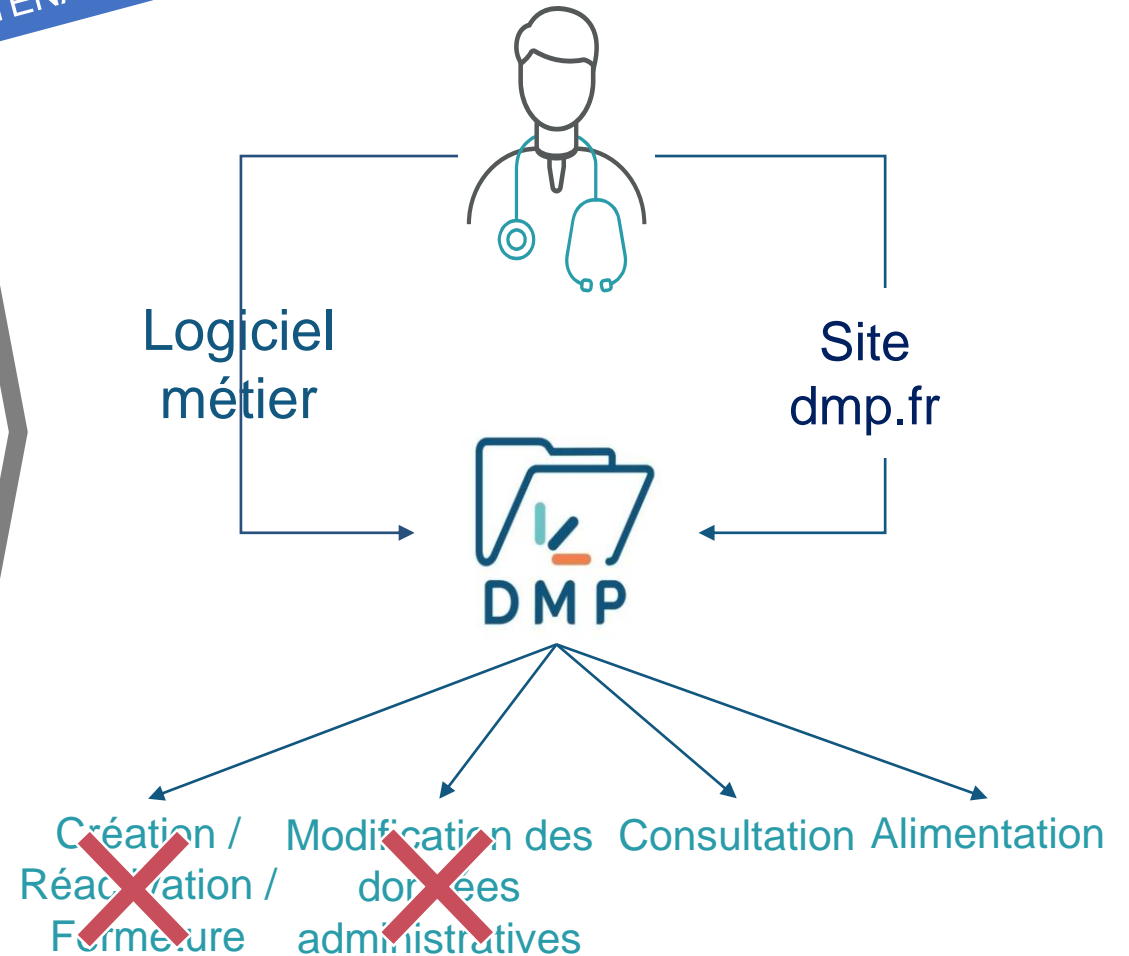 Logiciel
métier
Site
dmp.fr
DMP
Création /
Réactivation /
Fermeture
Modification des
données
administratives
Consultation
Alimentation